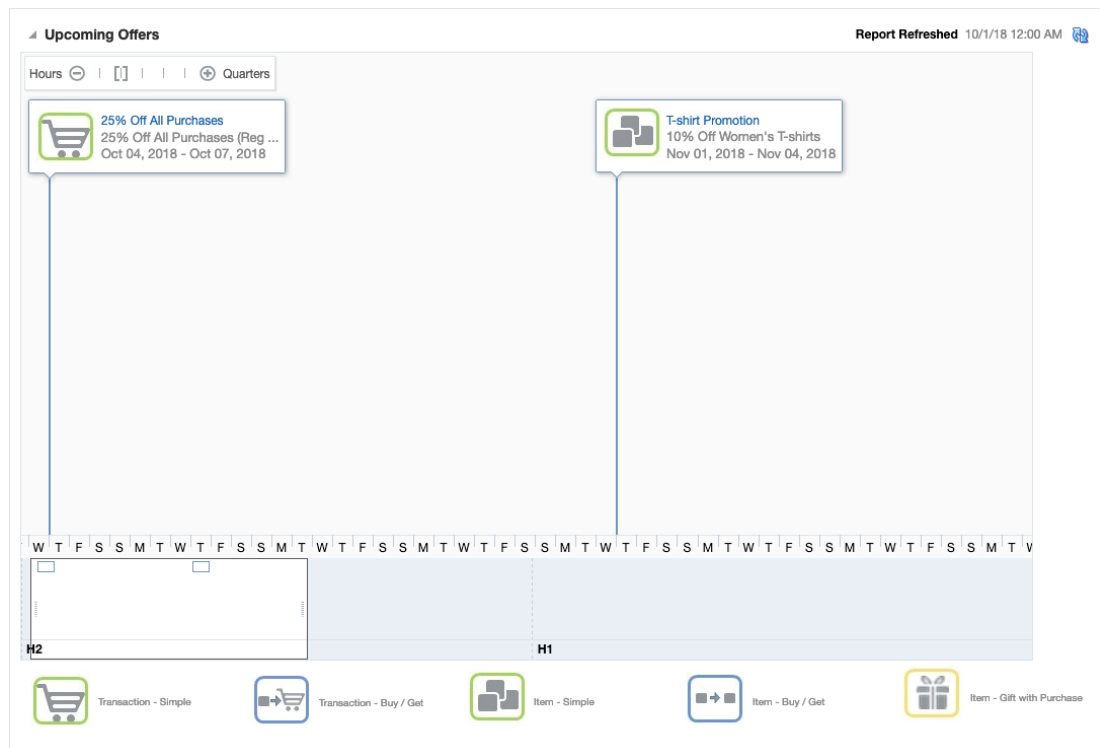 Upcoming Offers
Report Refreshed 10/1/18 12:00 AM
Hours Quarters
25% Off All Purchases
25% Off All Purchases (Reg ...
Oct 04, 2018 - Oct 07, 2018
T-shirt Promotion
10% Off Women's T-shirts
Nov 01, 2018 - Nov 04, 2018
W T F S S M T W T F S S M T W T F S S M T W T F S S M T W T F S S M T W T F S S M T W T F S S M T W
H2 H1
Transaction - Simple
Transaction - Buy / Get
Item - Simple
Item - Buy / Get
Item - Gift with Purchase